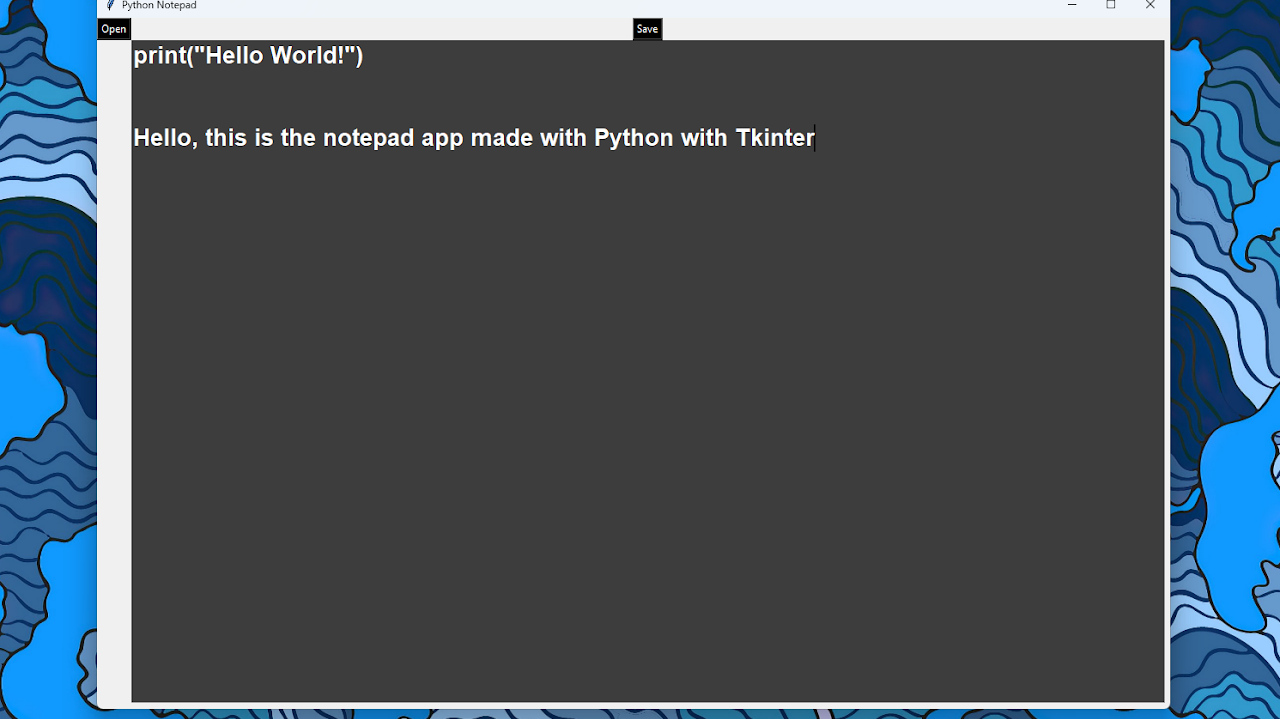 Python Notepad
Open
Save
print("Hello World!")
Hello, this is the notepad app made with Python with Tkinter